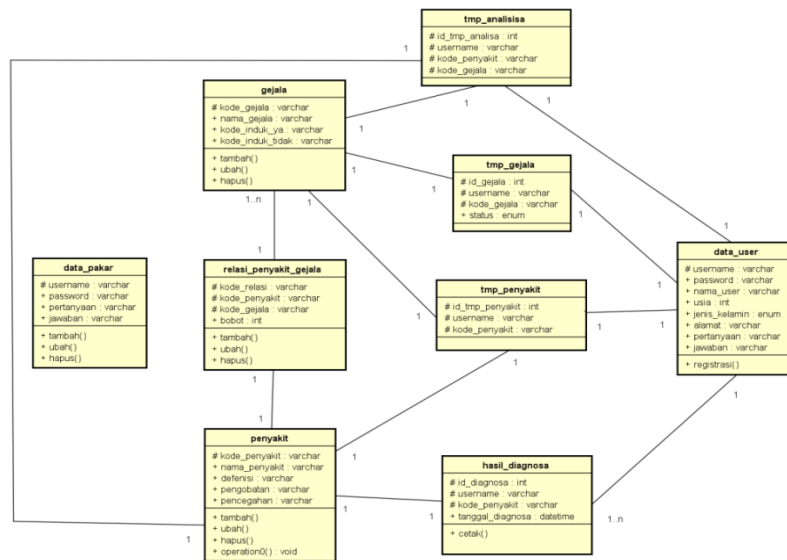 tmp_analisisa
# id_tmp_analisa : int
# username : varchar
# kode_penyakit : varchar
# kode_gejala : varchar
1
1
1
gejala
# kode_gejala : varchar
+ nama_gejala : varchar
+ kode_induk_ya : varchar
+ kode_induk_tidak : varchar
+ tambah()
+ ubah()
+ hapus()
1
1
1..n
1
tmp_gejala
# id_gejala : int
# username : varchar
# kode_gejala : varchar
+ status : enum
1
1
data_pakar
# username : varchar
+ password : varchar
+ pertanyaan : varchar
+ jawaban : varchar
+ tambah()
+ ubah()
+ hapus()
1
relasi_penyakit_gejala
# kode_relasi : varchar
# kode_penyakit : varchar
# kode_gejala : varchar
+ bobot : int
+ tambah()
+ ubah()
+ hapus()
1
tmp_penyakit
# id_tmp_penyakit : int
# username : varchar
# kode_penyakit : varchar
1
1
1
1
1
data_user
# username : varchar
+ password : varchar
+ nama_user : varchar
+ usia : int
+ jenis_kelamin : enum
+ alamat : varchar
+ pertanyaan : varchar
+ jawaban : varchar
+ registrasi()
1
1
1
penyakit
# kode_penyakit : varchar
+ nama_penyakit : varchar
+ defenisi : varchar
+ pengobatan : varchar
+ pencegahan : varchar
+ tambah()
+ ubah()
+ hapus()
+ operation0() : void
1
1
1
1
hasil_diagnosa
# id_diagnosa : int
# username : varchar
# kode_penyakit : varchar
+ tanggal_diagnosa : datetime
+ cetak()
1
1..n